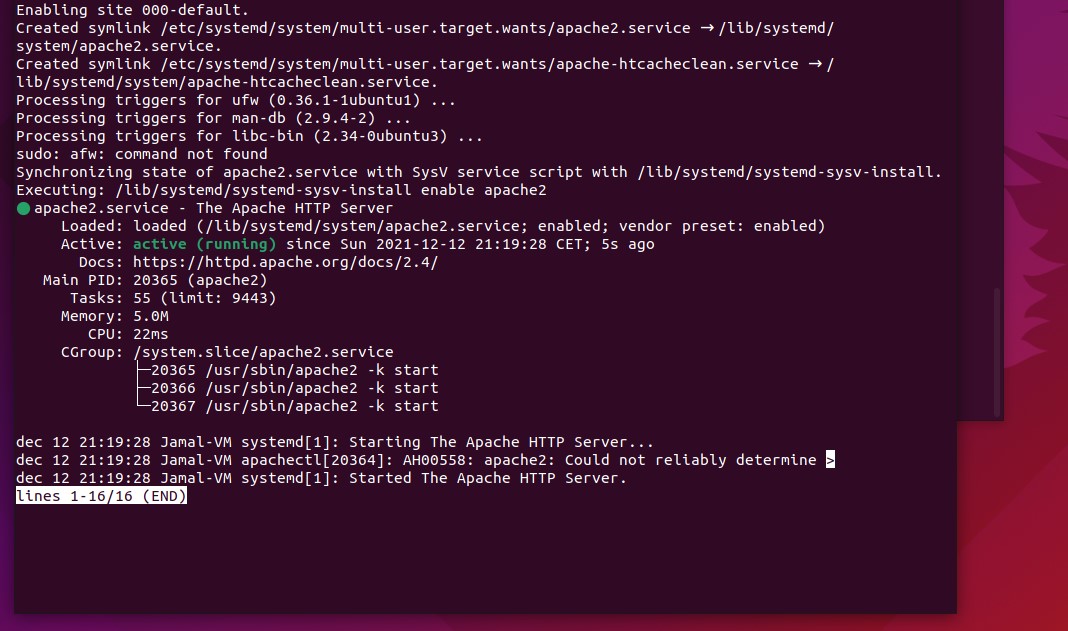 Enabling site 000-default.
Created symlink /etc/systemd/system/multi-user.target.wants/apache2.service → /lib/systemd/
system/apache2.service.
Created symlink /etc/systemd/system/multi-user.target.wants/apache-htcacheclean.service → /
lib/systemd/system/apache-htcacheclean.service.
Processing triggers for ufw (0.36.1-1ubuntu1) ...
Processing triggers for man-db (2.9.4-2) ...
Processing triggers for libc-bin (2.34-0ubuntu3) ...
sudo: afw: command not found
Synchronizing state of apache2.service with SysV service script with /lib/systemd/systemd-sysv-install.
Executing: /lib/systemd/systemd-sysv-install enable apache2
● apache2.service - The Apache HTTP Server
     Loaded: loaded (/lib/systemd/system/apache2.service; enabled; vendor preset: enabled)
     Active: active (running) since Sun 2021-12-12 21:19:28 CET; 5s ago
       Docs: https://httpd.apache.org/docs/2.4/
   Main PID: 20365 (apache2)
      Tasks: 55 (limit: 9443)
     Memory: 5.0M
        CPU: 22ms
     CGroup: /system.slice/apache2.service
             ├─20365 /usr/sbin/apache2 -k start
             ├─20366 /usr/sbin/apache2 -k start
             └─20367 /usr/sbin/apache2 -k start
dec 12 21:19:28 Jamal-VM systemd[1]: Starting The Apache HTTP Server...
dec 12 21:19:28 Jamal-VM apachectl[20364]: AH00558: apache2: Could not reliably determine >
dec 12 21:19:28 Jamal-VM systemd[1]: Started The Apache HTTP Server.
lines 1-16/16 (END)